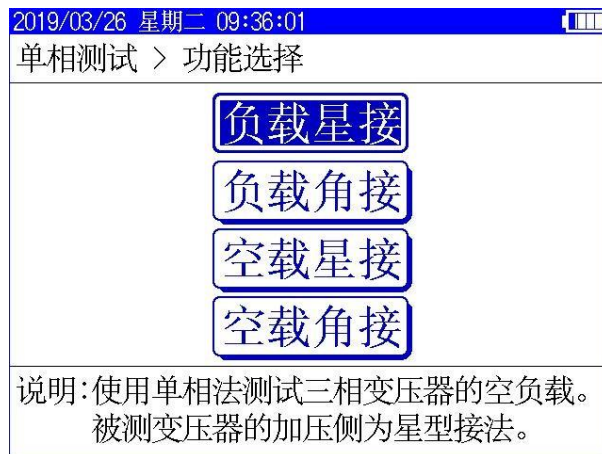 2019/03/26 星期二 09:36:01
单相测试 > 功能选择
负载星接
负载角接
空载星接
空载角接
说明:使用单相法测试三相变压器的空负载。
被测变压器的加压侧为星型接法。